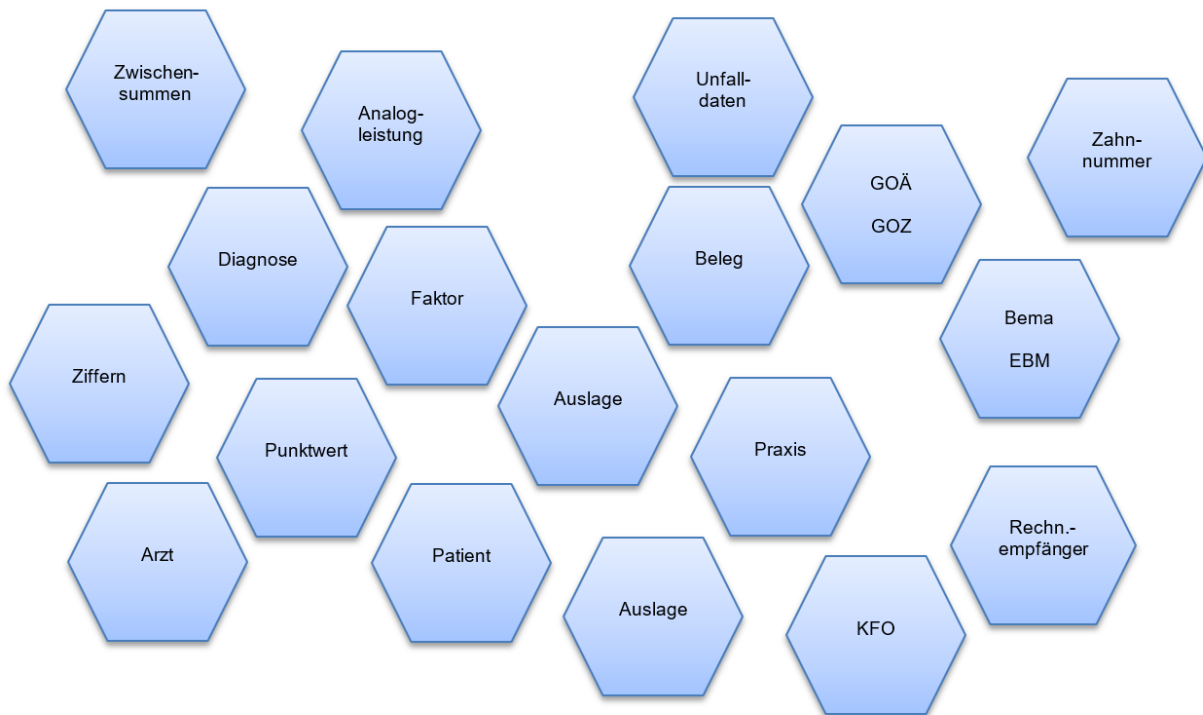 Zwischen-
summen
Analog-
leistung
Unfall-
daten
Zahn-
nummer
GOÄ
GOZ
Diagnose
Beleg
Faktor
Bema
EBM
Ziffern
Auslage
Punktwert
Praxis
Rechn.-
empfänger
Arzt
Patient
Auslage
KFO